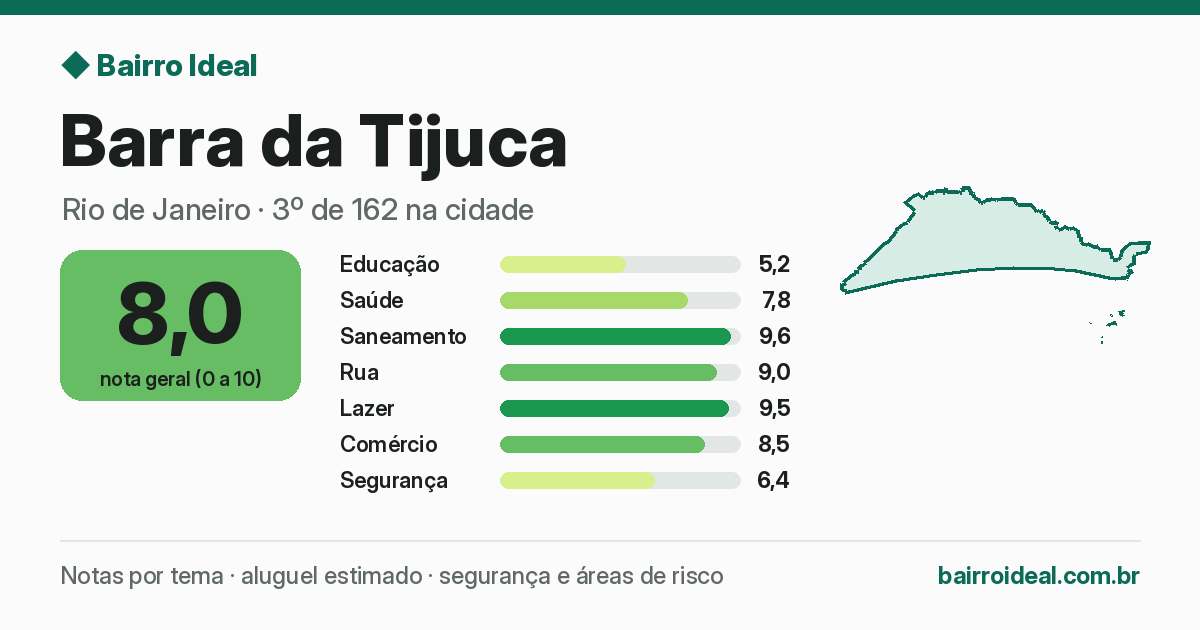 Bairro Ideal
Barra da Tijuca
Rio de Janeiro · 3º de 162 na cidade
8,0
nota geral (0 a 10)
Educação 5,2
Saúde 7,8
Saneamento 9,6
Rua 9,0
Lazer 9,5
Comércio 8,5
Segurança 6,4
Notas por tema · aluguel estimado · segurança e áreas de risco
bairroideal.com.br